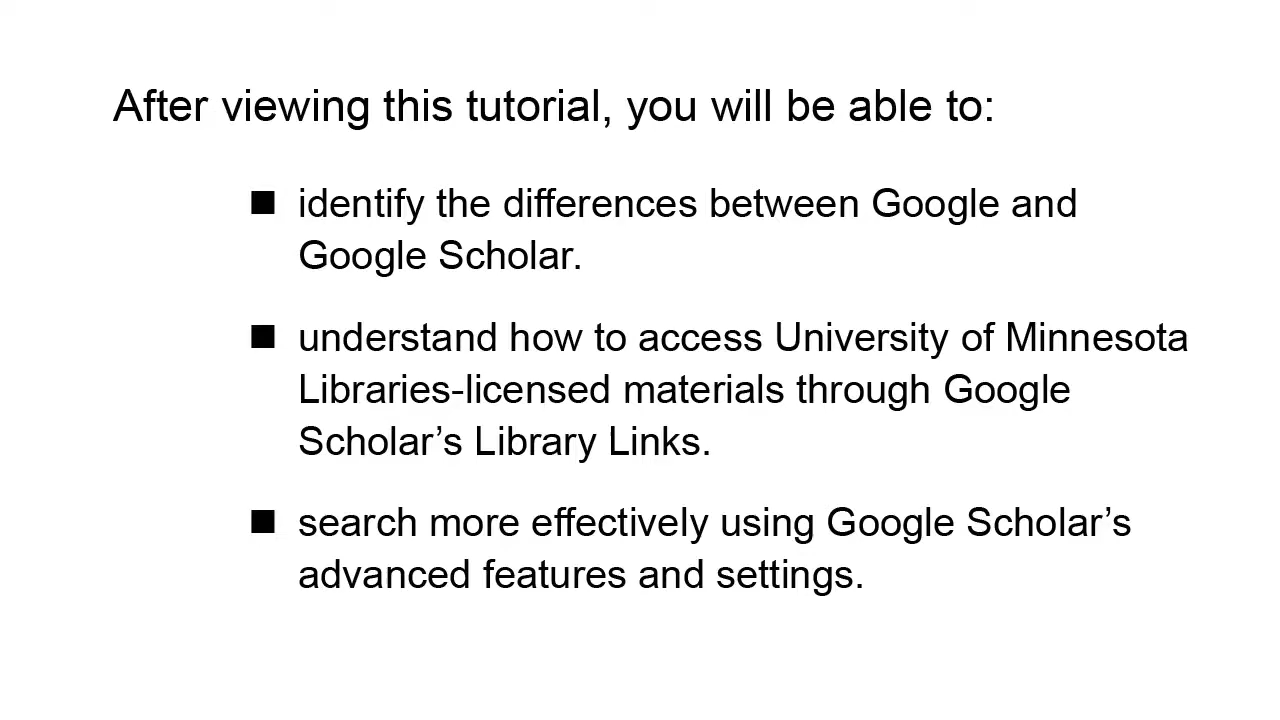 After viewing this tutorial, you will be able to:
■ identify the differences between Google and
Google Scholar.
■ understand how to access University of Minnesota
Libraries-licensed materials through Google
Scholar’s Library Links.
■ search more effectively using Google Scholar’s
advanced features and settings.